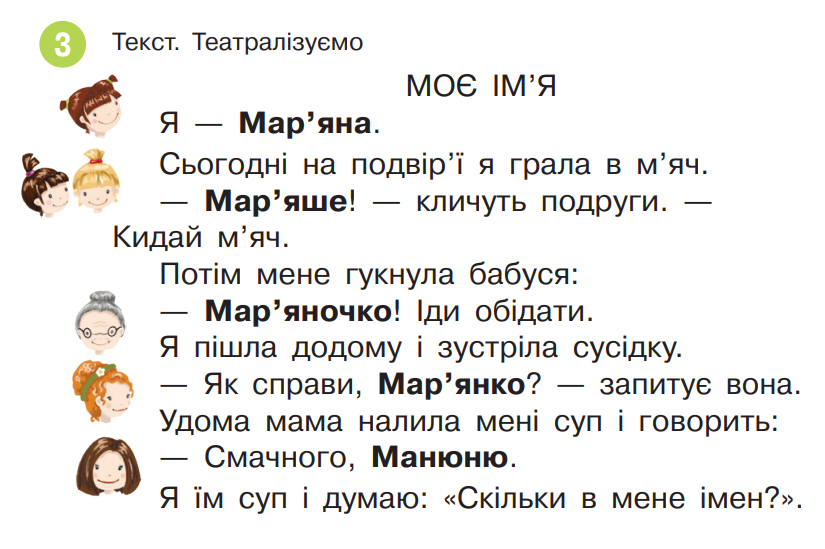 3 Текст. Театралізуємо
МОЄ ІМ’Я
Я — Мар’яна.
Сьогодні на подвір’ї я грала в м’яч.
— Мар’яше! — кличуть подруги. —
Кидай м’яч.
Потім мене гукнула бабуся:
— Мар’яночко! Іди обідати.
Я пішла додому і зустріла сусідку.
— Як справи, Мар’янко? — запитує вона.
Удома мама налила мені суп і говорить:
— Смачного, Манюню.
Я їм суп і думаю: «Скільки в мене імен?».